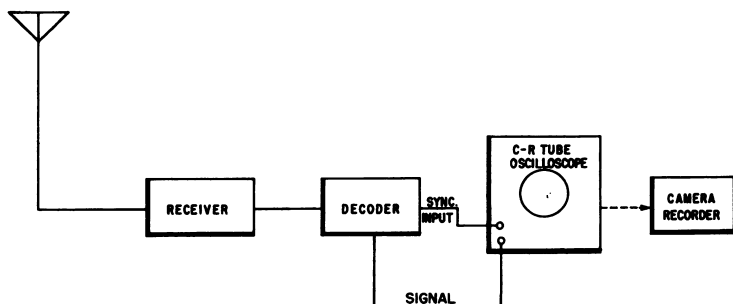 C-R TUBE
OSCILLOSCOPE
RECEIVER
DECODER
SYNC.
INPUT
CAMERA
RECORDER
SIGNAL